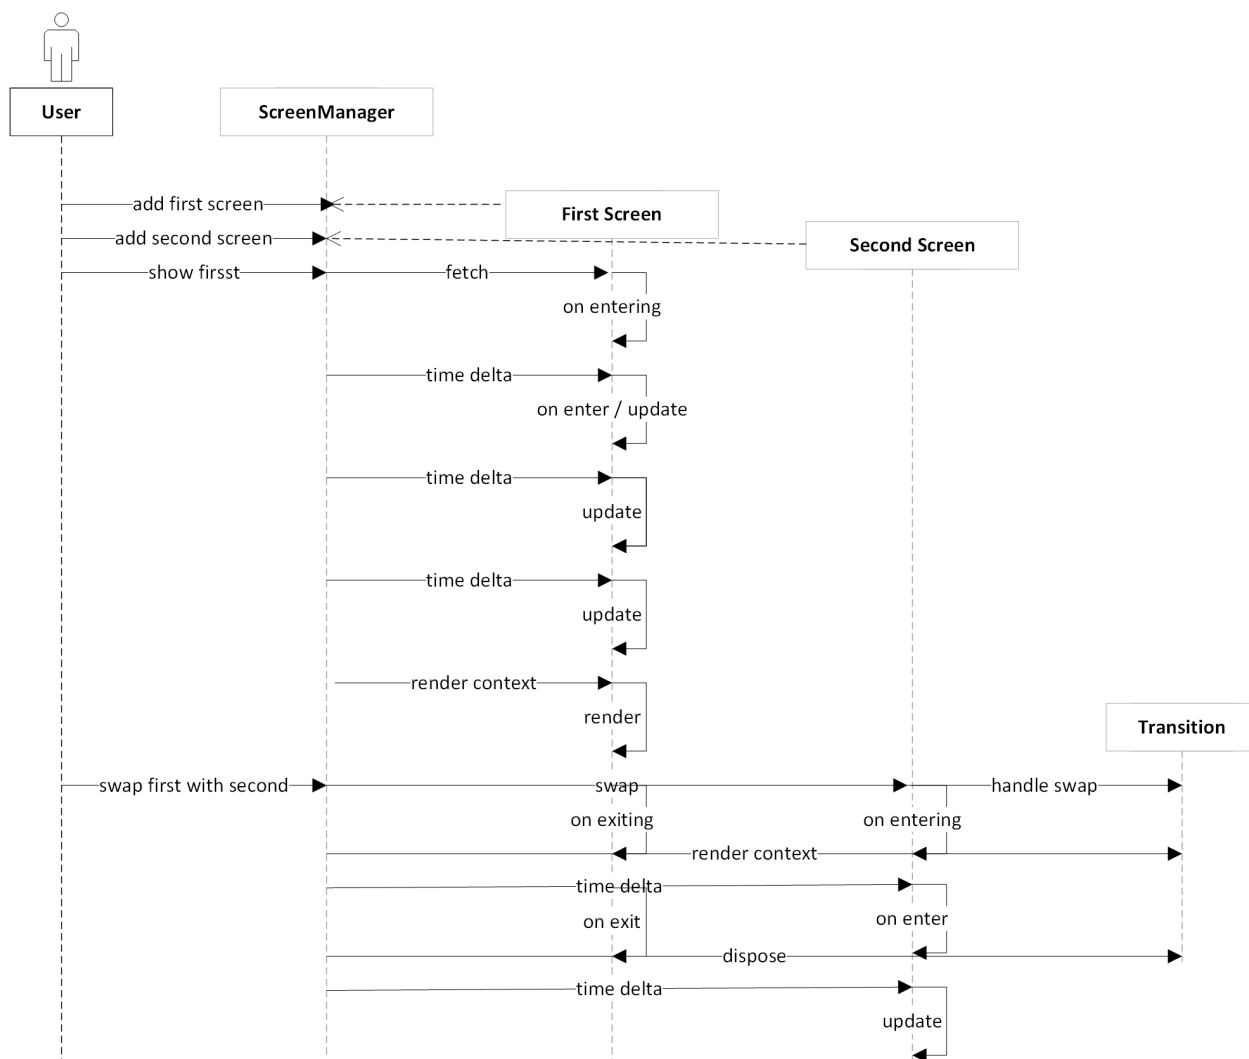 User
ScreenManager
add first screen
First Screen
add second screen
Second Screen
show firsst
fetch
on entering
time delta
on enter / update
time delta
update
time delta
update
render context
render
Transition
swap first with second
swap
handle swap
on exiting
on entering
render context
time delta
on exit
on enter
dispose
time delta
update